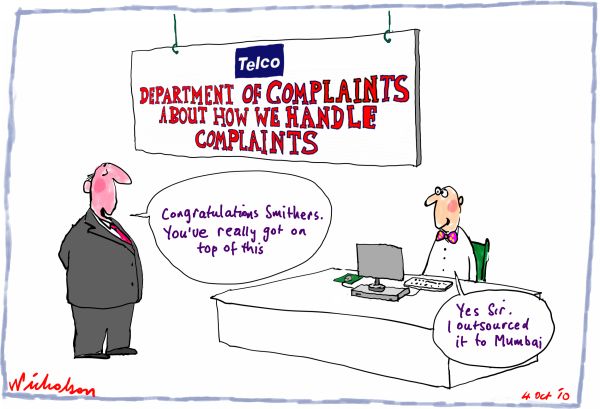 Telco
DEPARTMENT OF COMPLAINTS
ABOUT HOW WE HANDLE
COMPLAINTS
Congratulations Smithers.
You've really got on
top of this
Yes Sir.
I outsourced
it to Mumbai
Nicholson
4 Oct '10